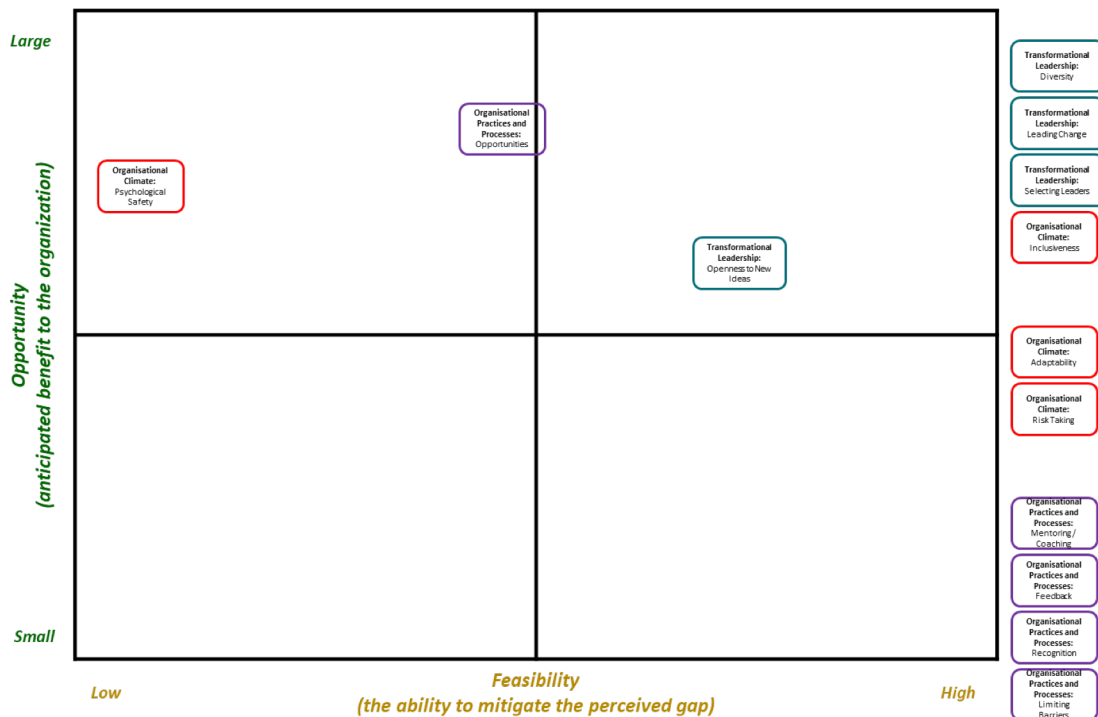 Large
Opportunity
(anticipated benefit to the organization)
Small
Organisational
Climate:
Psychological
Safety
Organisational
Practices and
Processes:
Opportunities
Transformational
Leadership:
Openness to New
Ideas
Low
Feasibility
(the ability to mitigate the perceived gap)
High
Transformational
Leadership:
Diversity
Transformational
Leadership:
Leading Change
Transformational
Leadership:
Selecting Leaders
Organisational
Climate:
Inclusiveness
Organisational
Climate:
Adaptability
Organisational
Climate:
Risk Taking
Organisational
Practices and
Processes:
Mentoring /
Coaching
Organisational
Practices and
Processes:
Feedback
Organisational
Practices and
Processes:
Recognition
Organisational
Practices and
Processes:
Limiting
Barriers